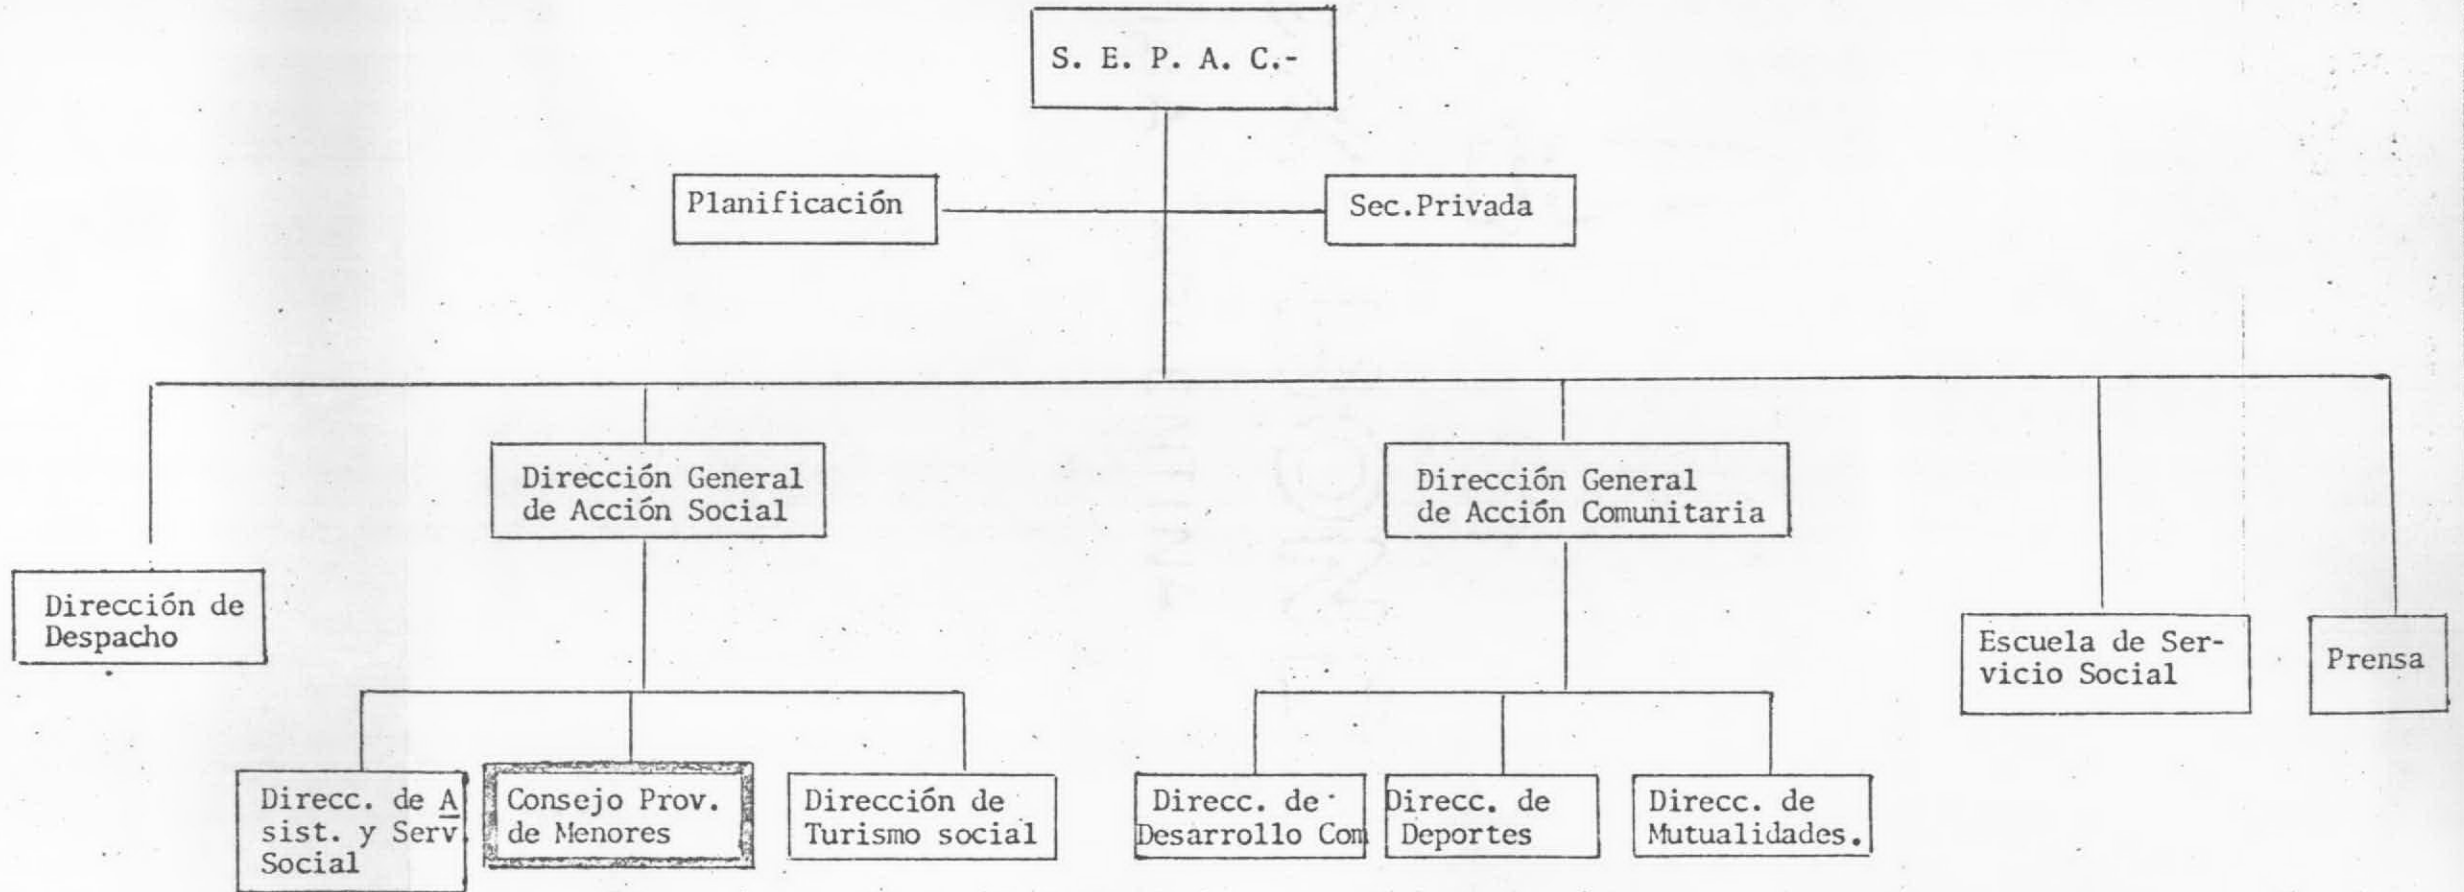 S. E. P. A. C.-
Planificación
Sec.Privada
Dirección General
de Acción Social
Dirección General
de Acción Comunitaria
Dirección de
Despacho
Escuela de Ser-
vicio Social
Prensa
Direcc. de A
sist. y Serv.
Social
Consejo Prov.
de Menores
Dirección de
Turismo social
Direcc. de
Desarrollo Com
Direcc. de
Deportes
Direcc. de
Mutualidades.